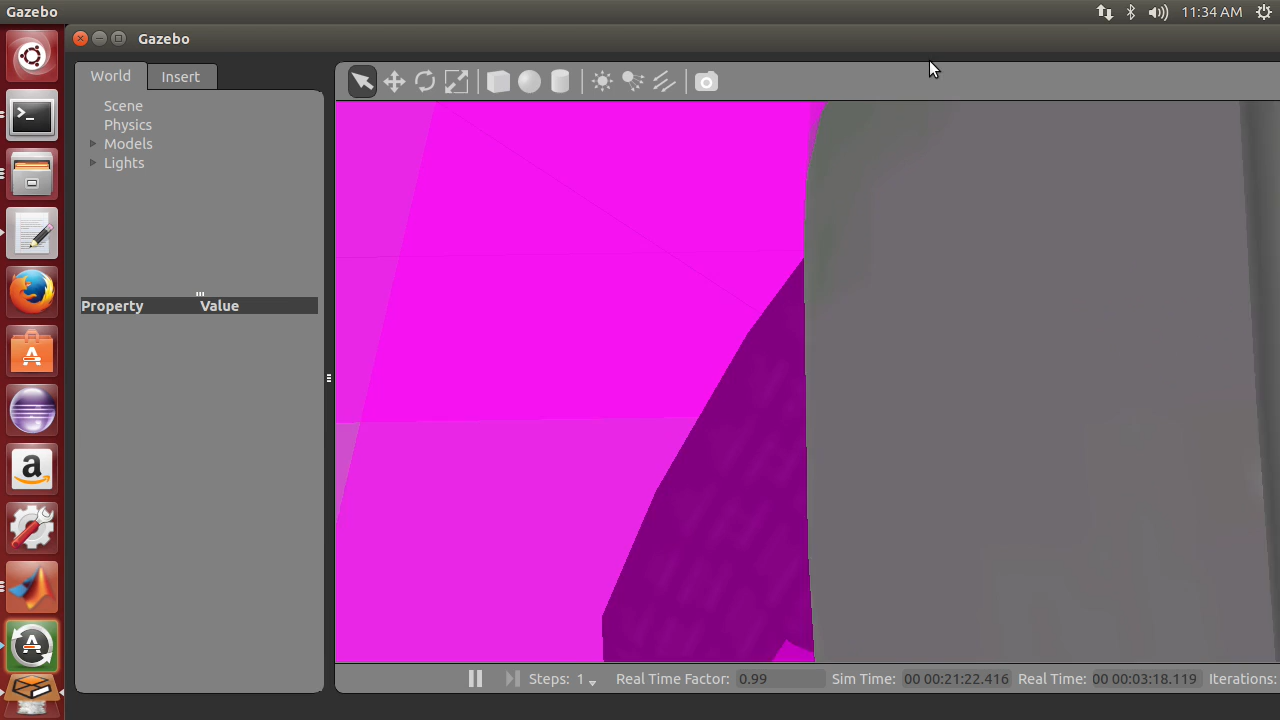 Gazebo
11:34 AM
Gazebo
World
Insert
Scene
Physics
Models
Lights
Property Value
Steps: 1 Real Time Factor: 0.99 Sim Time: 00 00:21:22.416 Real Time: 00 00:03:18.119 Iterations: